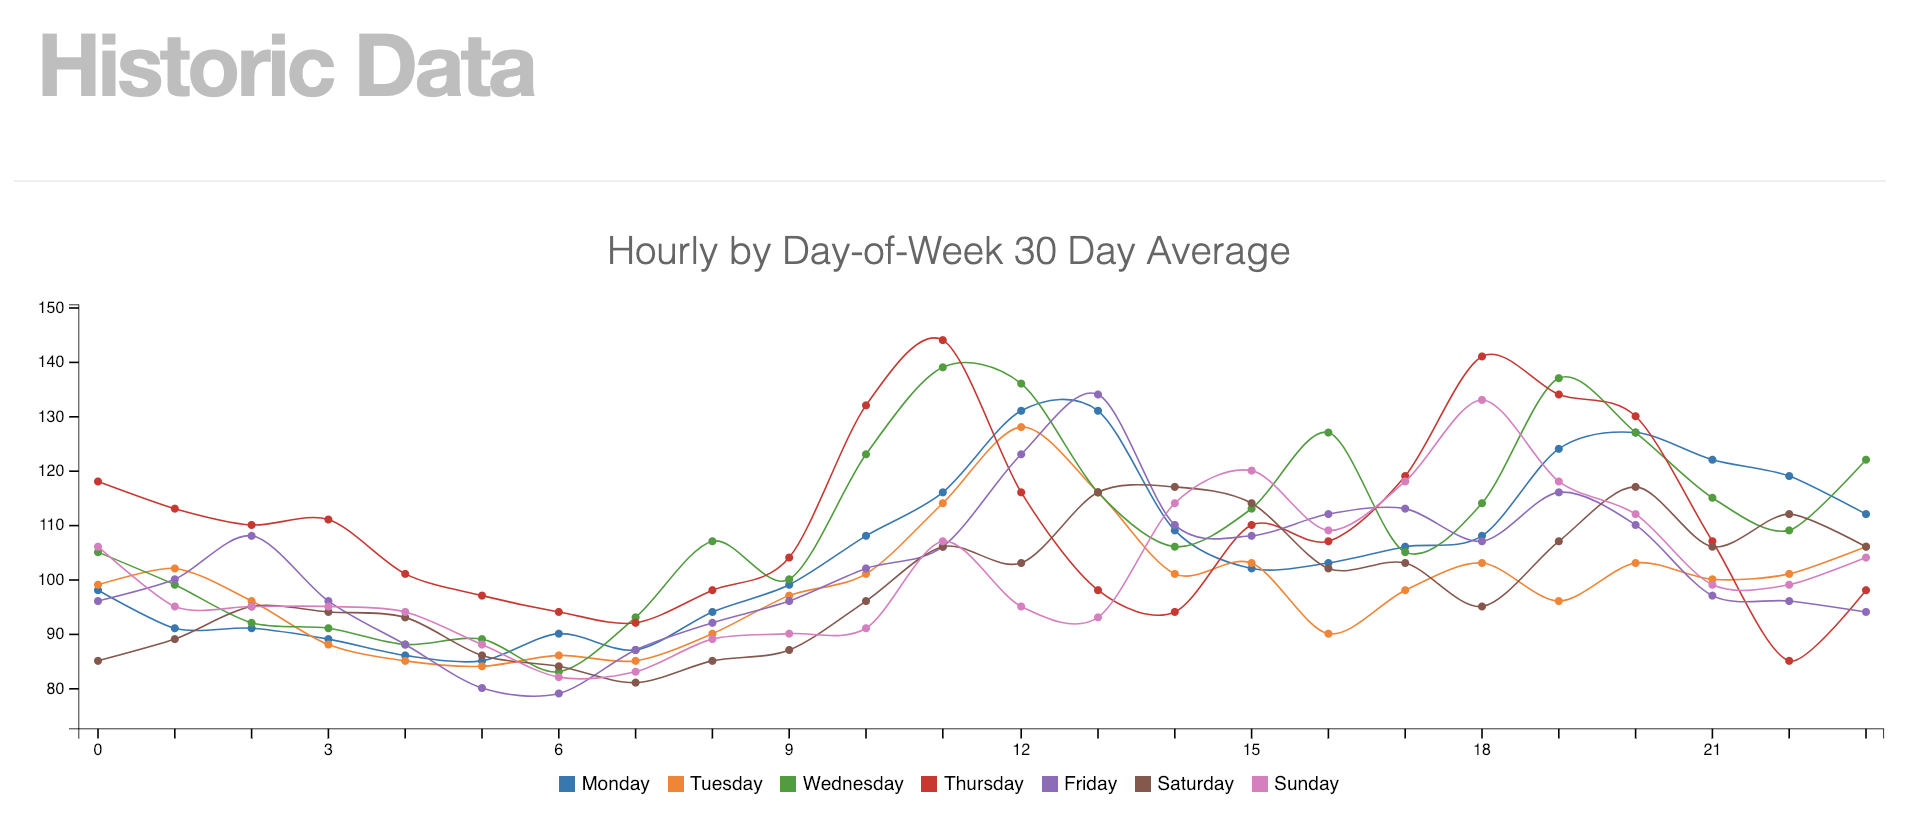 Historic Data
Hourly by Day-of-Week 30 Day Average
150
140
130
120
110
100
90
80
0 3 6 9 12 15 18 21
Monday Tuesday Wednesday Thursday Friday Saturday Sunday